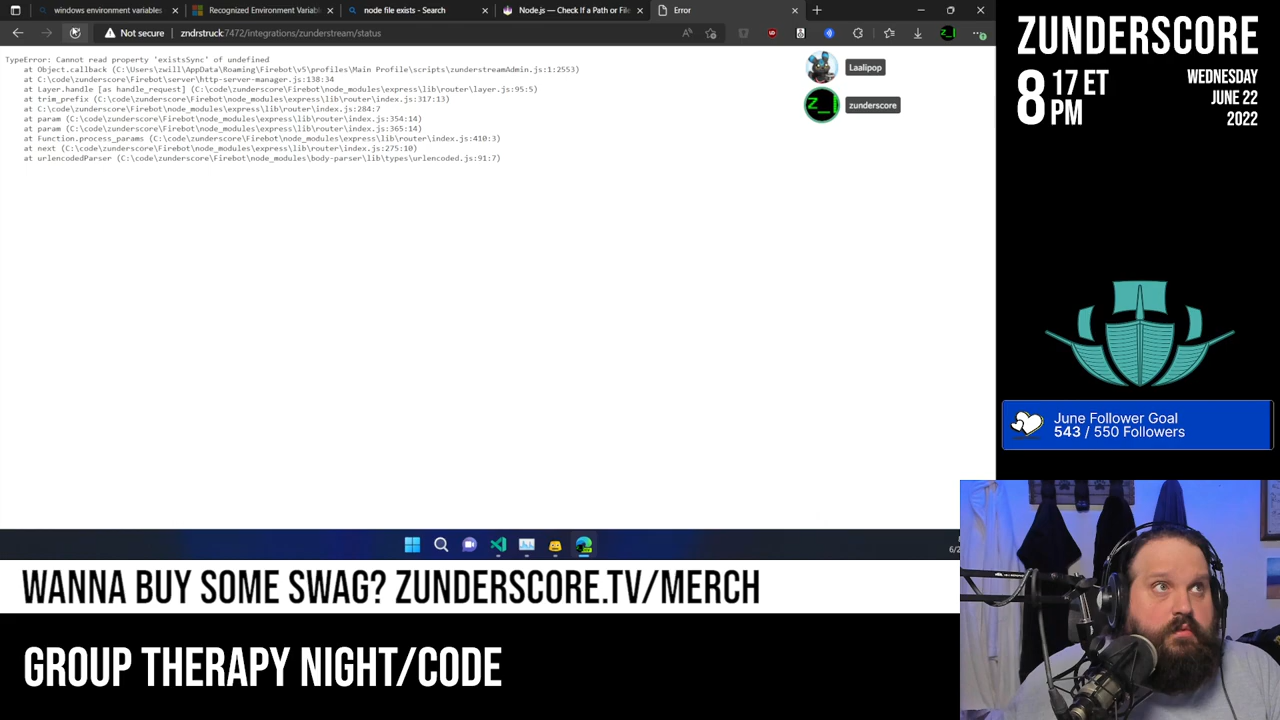 windows environment variables
Recognized Environment Variab
node file exists - Search
Node.js — Check If a Path or Fil
Error
Not secure
zndrstruck:7472/integrations/zunderstream/status
TypeError: Cannot read property 'existsSync' of undefined
at Object.callback (C:\Users\zwill\AppData\Roaming\Firebot\v5\profiles\Main Profile\scripts\zunderstreamAdmin.js:1:2553)
at C:\code\zunderscore\Firebot\server\http-server-manager.js:138:34
at Layer.handle [as handle_request] (C:\code\zunderscore\Firebot\node_modules\express\lib\router\layer.js:95:5)
at trim_prefix (C:\code\zunderscore\Firebot\node_modules\express\lib\router\index.js:317:13)
at C:\code\zunderscore\Firebot\node_modules\express\lib\router\index.js:284:7
at param (C:\code\zunderscore\Firebot\node_modules\express\lib\router\index.js:354:14)
at param (C:\code\zunderscore\Firebot\node_modules\express\lib\router\index.js:365:14)
at Function.process_params (C:\code\zunderscore\Firebot\node_modules\express\lib\router\index.js:410:3)
at next (C:\code\zunderscore\Firebot\node_modules\express\lib\router\index.js:275:10)
at urlencodedParser (C:\code\zunderscore\Firebot\node_modules\body-parser\lib\types\urlencoded.js:91:7)
Laalipop
z_
zunderscore
ZUNDERSCORE
8 17 ET
PM
WEDNESDAY
JUNE 22
2022
June Follower Goal
543 / 550 Followers
WANNA BUY SOME SWAG? ZUNDERSCORE.TV/MERCH
GROUP THERAPY NIGHT/CODE